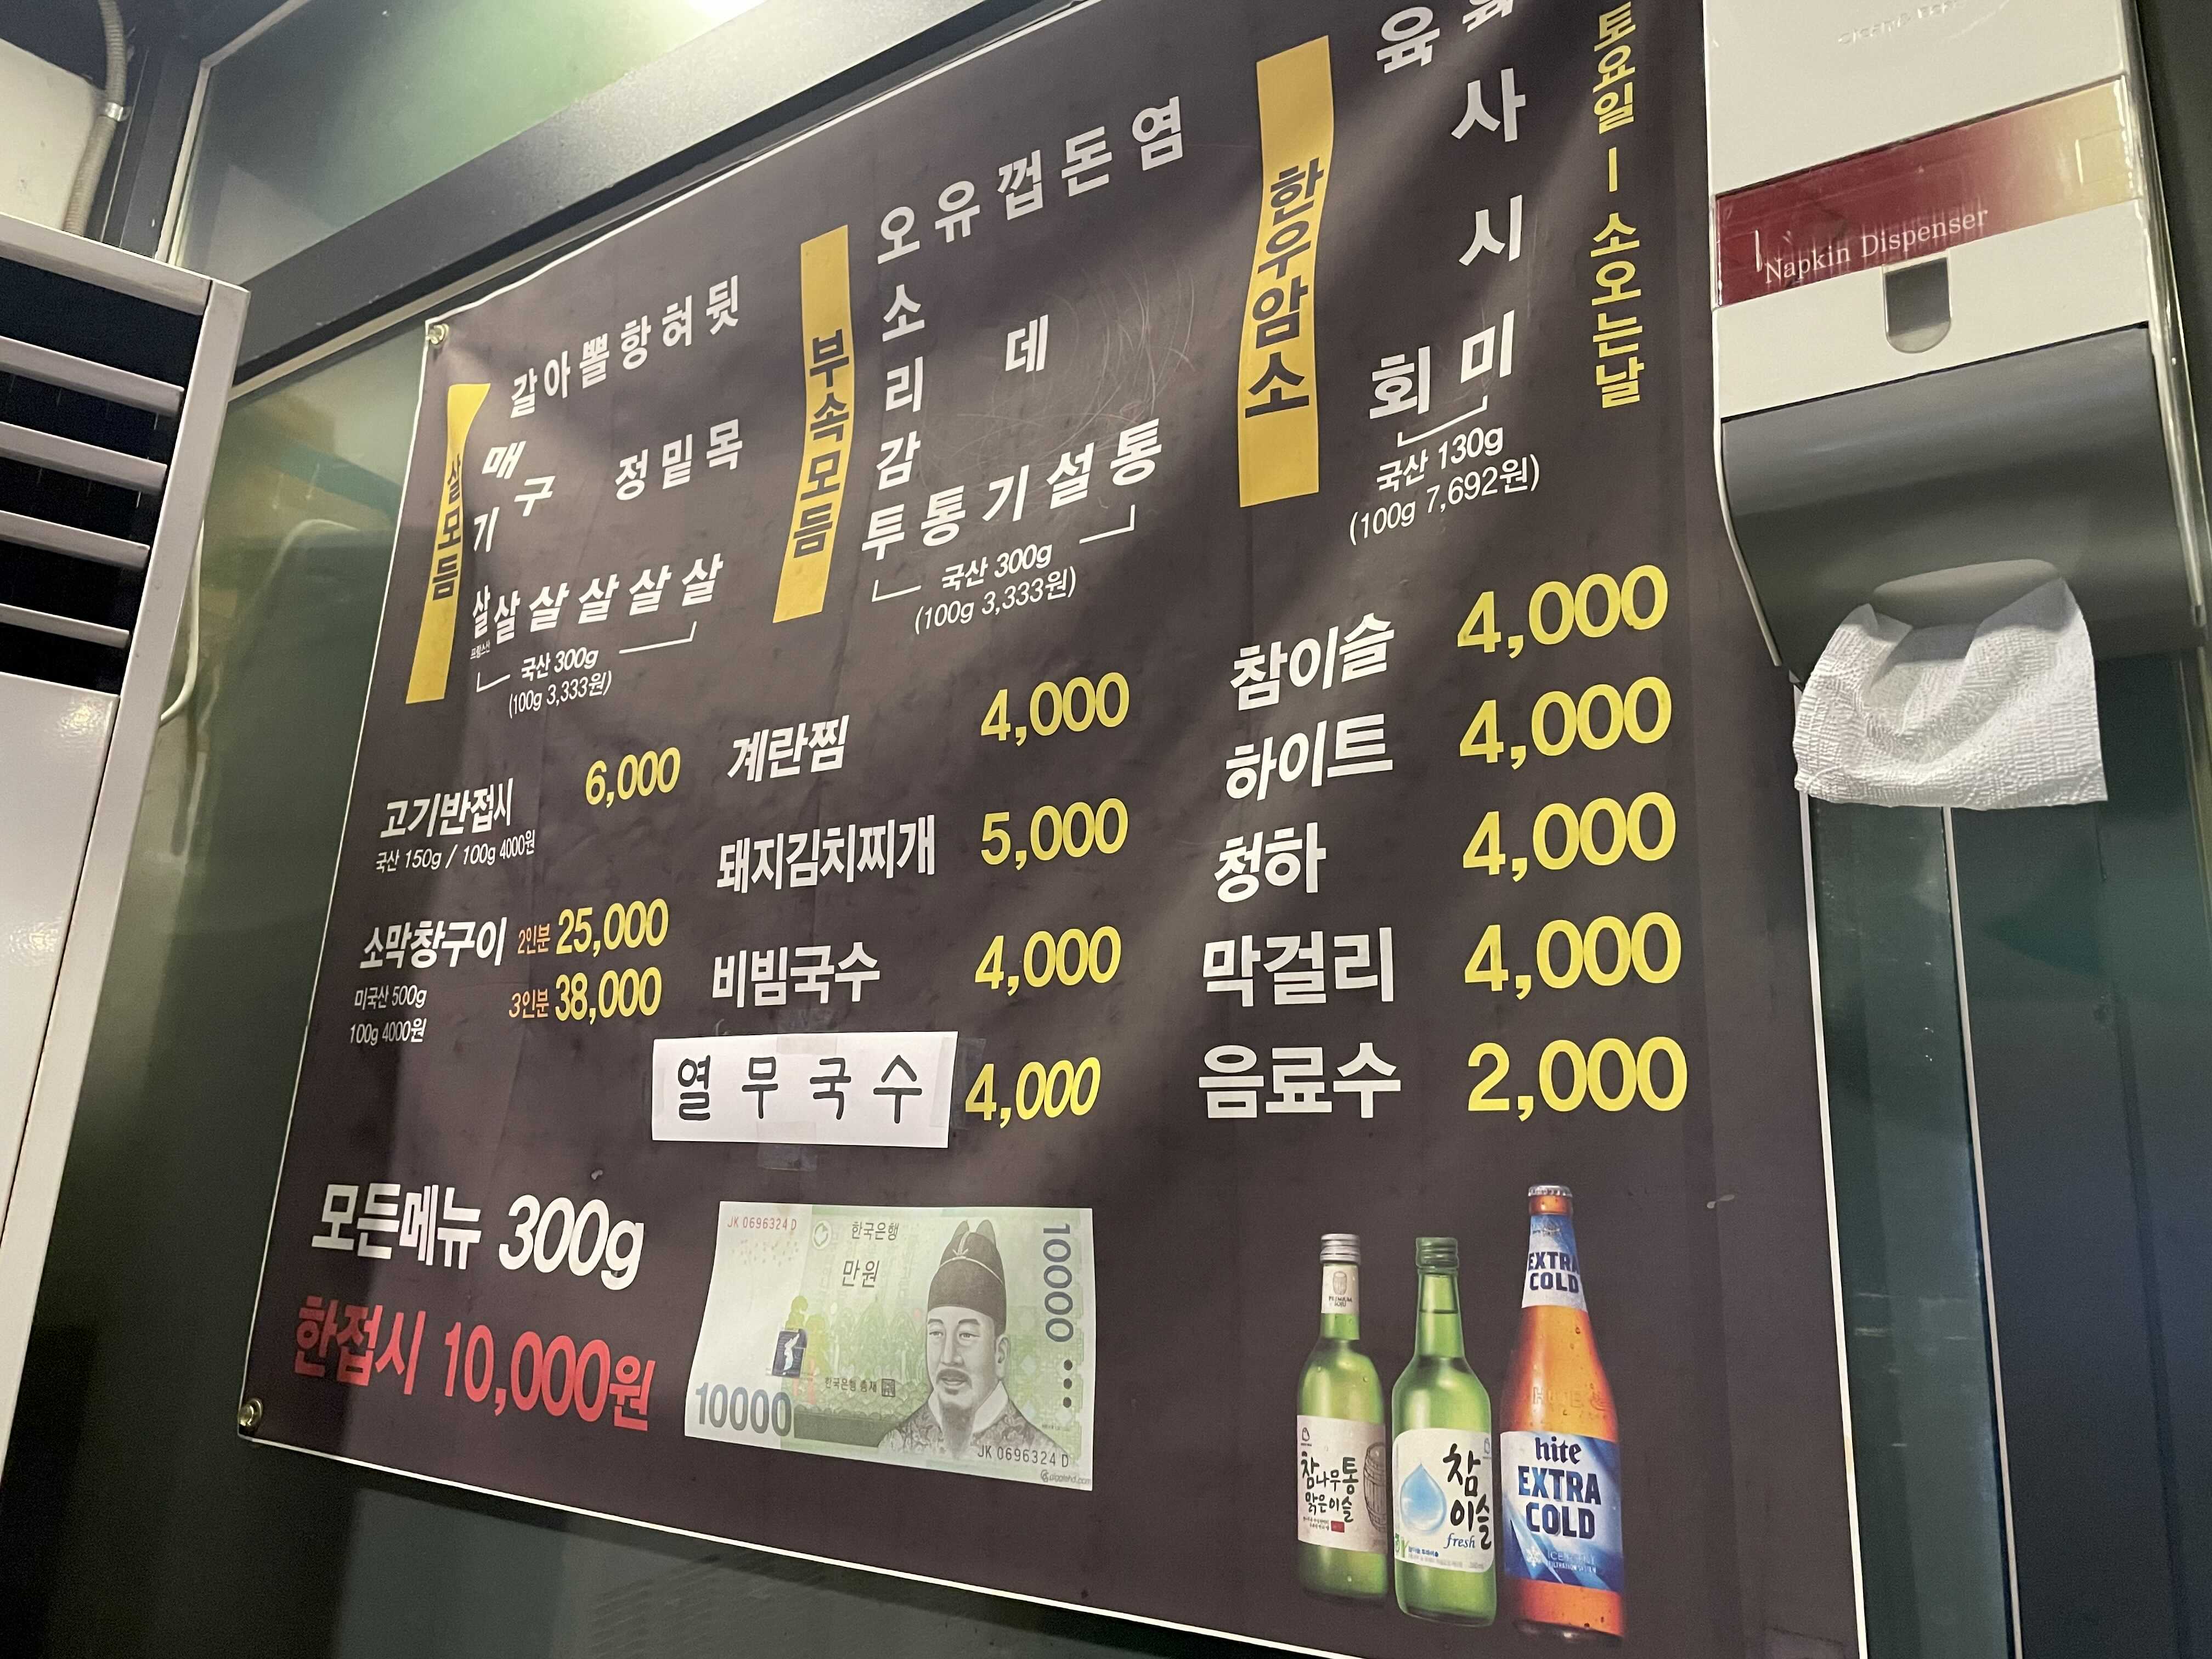 살모듬
갈매기살
아구살
뽈살
항정살
혀밑살
뒷목살
국산 300g
(100g 3,333원)
부속모듬
오소리감투
유통
껍데기
돈설
염통
국산 300g
(100g 3,333원)
한우암소
육회
육사시미
국산 130g
(100g 7,692원)
토요일 - 소오는날
고기반접시 6,000
국산 150g / 100g 4000원
소막창구이 2인분 25,000
미국산 500g 3인분 38,000
100g 4000원
계란찜 4,000
돼지김치찌개 5,000
비빔국수 4,000
열무국수 4,000
참이슬 4,000
하이트 4,000
청하 4,000
막걸리 4,000
음료수 2,000
모든메뉴 300g
한접시 10,000원
JK 0696324 D
한국은행
만원
10000
한국은행 총재
10000
JK 0696324 D
참나무통
맑은이슬
참
이슬
fresh
EXTRA
COLD
hite
EXTRA
COLD
Napkin Dispenser